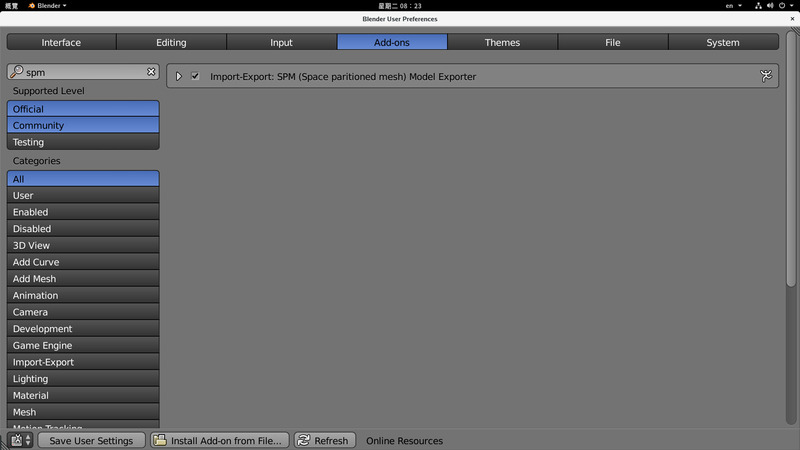 概覽 Blender 星期二 08:23 en
Blender User Preferences
Interface Editing Input Add-ons Themes File System
spm
Import-Export: SPM (Space paritioned mesh) Model Exporter
Supported Level
Official
Community
Testing
Categories
All
User
Enabled
Disabled
3D View
Add Curve
Add Mesh
Animation
Camera
Development
Game Engine
Import-Export
Lighting
Material
Mesh
Motion Tracking
Save User Settings Install Add-on from File... Refresh Online Resources